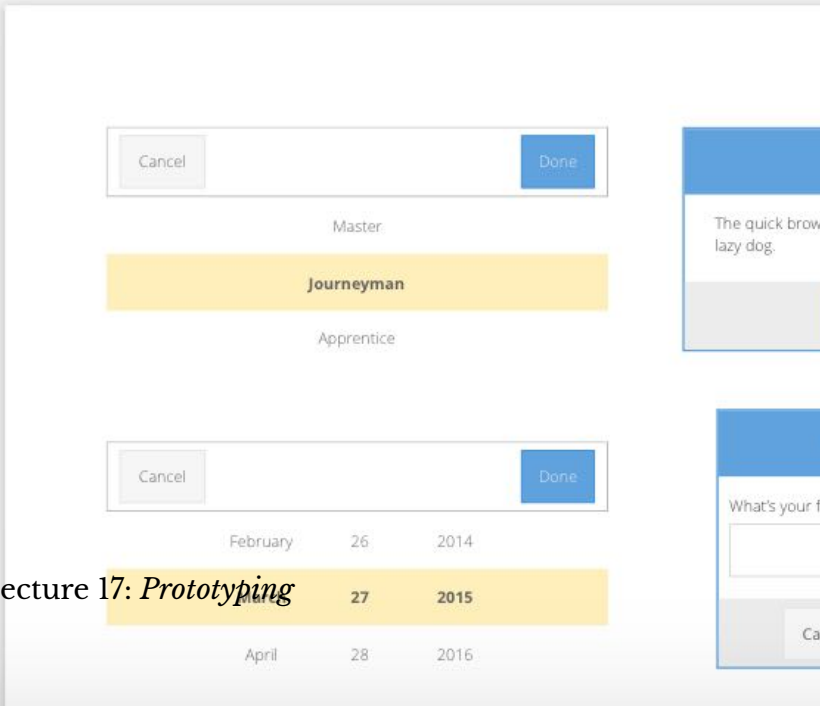 Cancel Done
Master
Journeyman
Apprentice
The quick brow
lazy dog.
Cancel Done
February 26 2014
March 27 2015
April 28 2016
ecture 17: Prototyping
What's your f
Ca